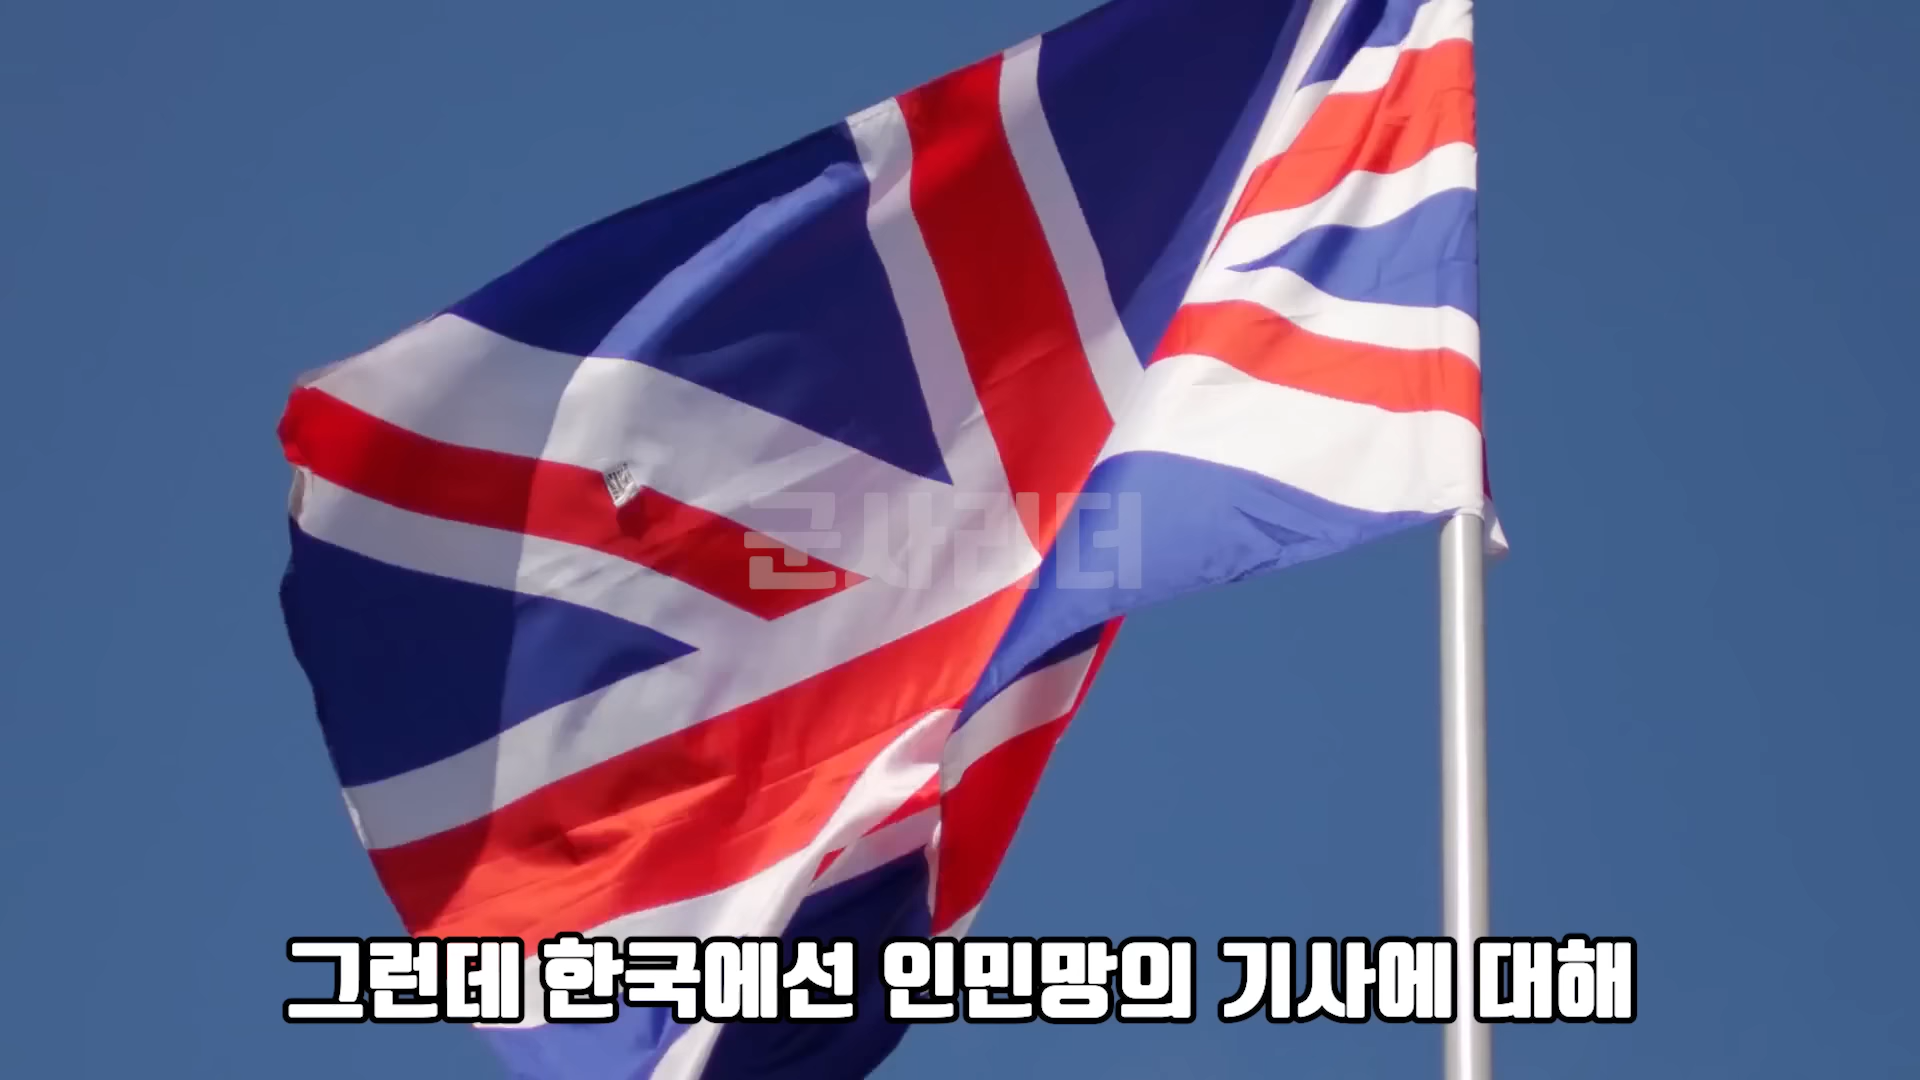 군사리더
그런데 한국에선 인민망의 기사에 대해